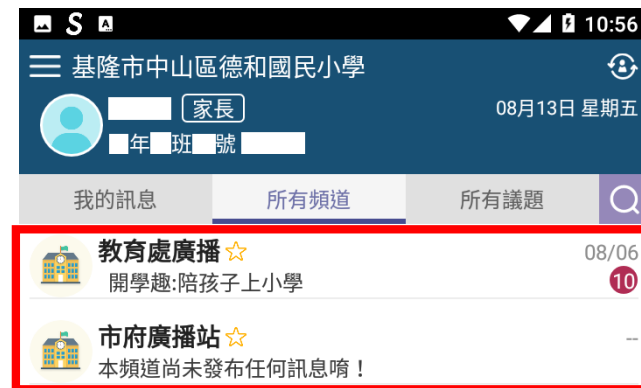 S A 10:56
基隆市中山區德和國民小學
家長 08月13日 星期五
年 班 號
我的訊息 所有頻道 所有議題
教育處廣播 08/06
開學趣:陪孩子上小學 10
市府廣播站 --
本頻道尚未發布任何訊息唷！